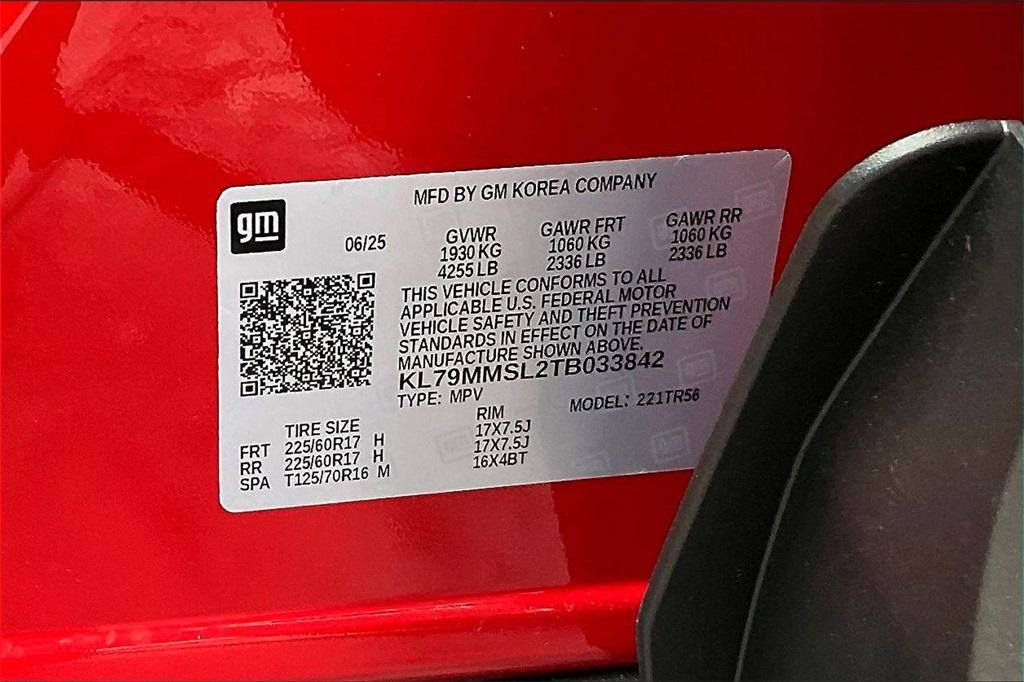 MFD BY GM KOREA COMPANY
gm
06/25
GVWR GAWR FRT GAWR RR
1930 KG 1060 KG 1060 KG
4255 LB 2336 LB 2336 LB
THIS VEHICLE CONFORMS TO ALL
APPLICABLE U.S. FEDERAL MOTOR
VEHICLE SAFETY AND THEFT PREVENTION
STANDARDS IN EFFECT ON THE DATE OF
MANUFACTURE SHOWN ABOVE.
KL79MMSL2TB033842
TYPE: MPV MODEL: 221TR56
TIRE SIZE RIM
FRT 225/60R17 H 17X7.5J
RR 225/60R17 H 17X7.5J
SPA T125/70R16 M 16X4BT